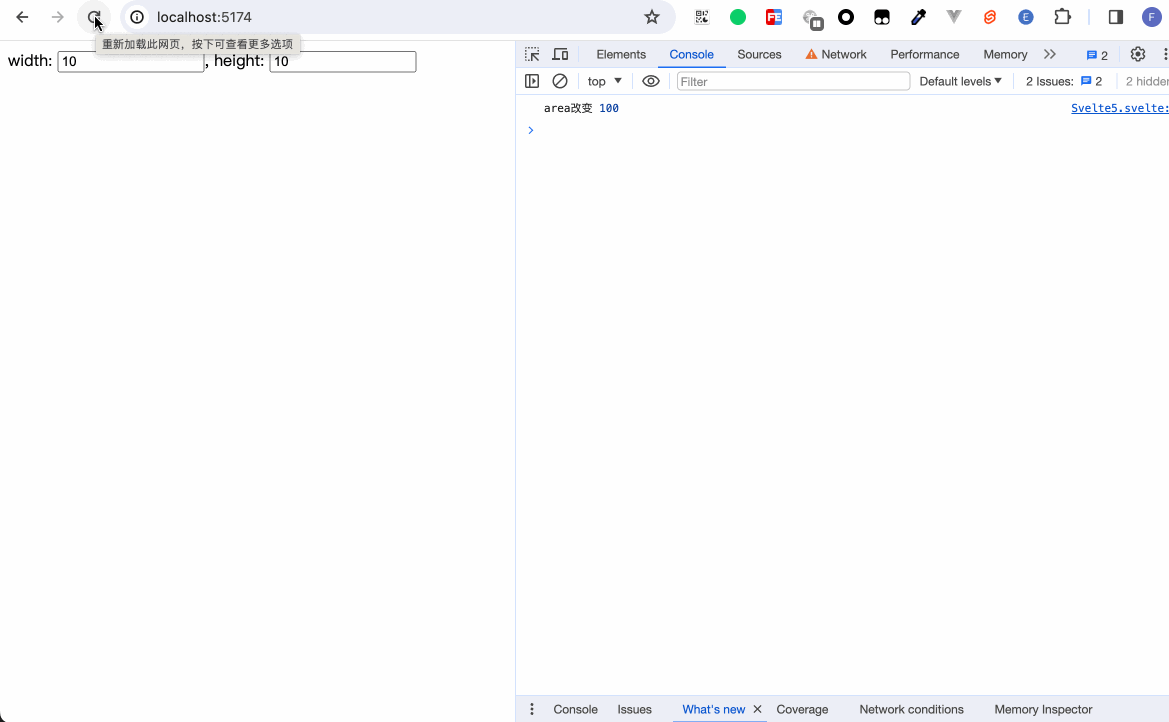 localhost:5174
FE
E
F
重新加载此网页，按下可查看更多选项
width: 10 , height: 10
Elements Console Sources Network Performance Memory 2
top Filter Default levels 2 Issues: 2 2 hidden
area改变 100 Svelte5.svelte:
Console Issues What's new Coverage Network conditions Memory Inspector